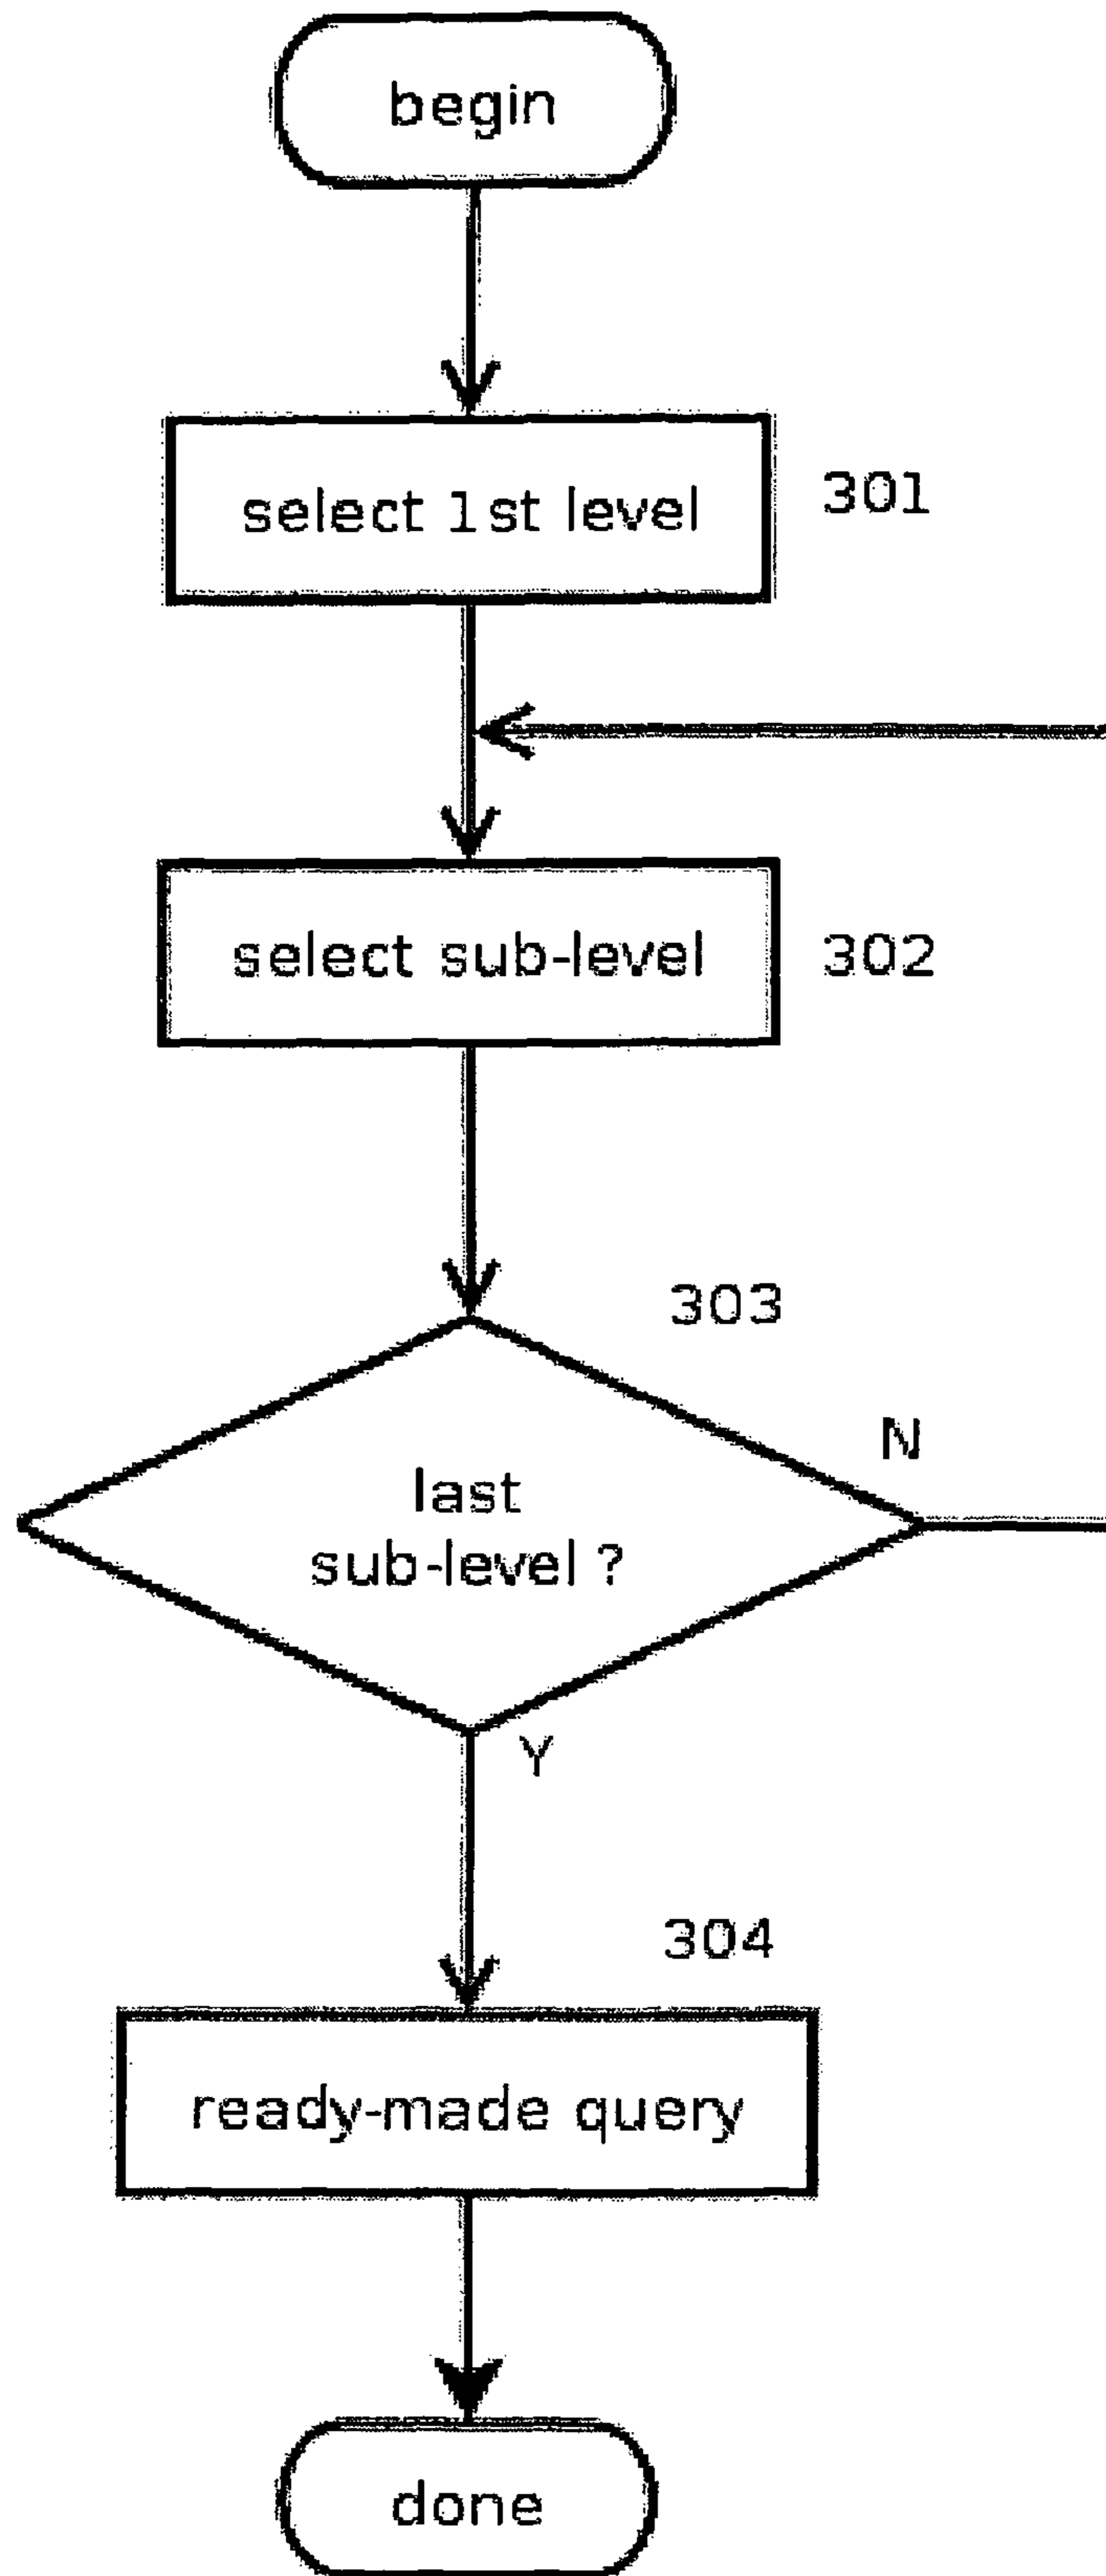 begin
select 1st level
301
select sub-level
302
303
N
last
sub-level ?
Y
304
ready-made query
done